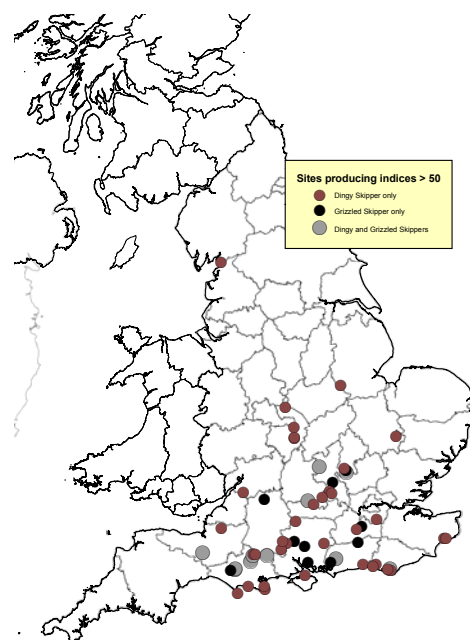 Sites producing indices > 50
Dingy Skipper only
Grizzled Skipper only
Dingy and Grizzled Skippers